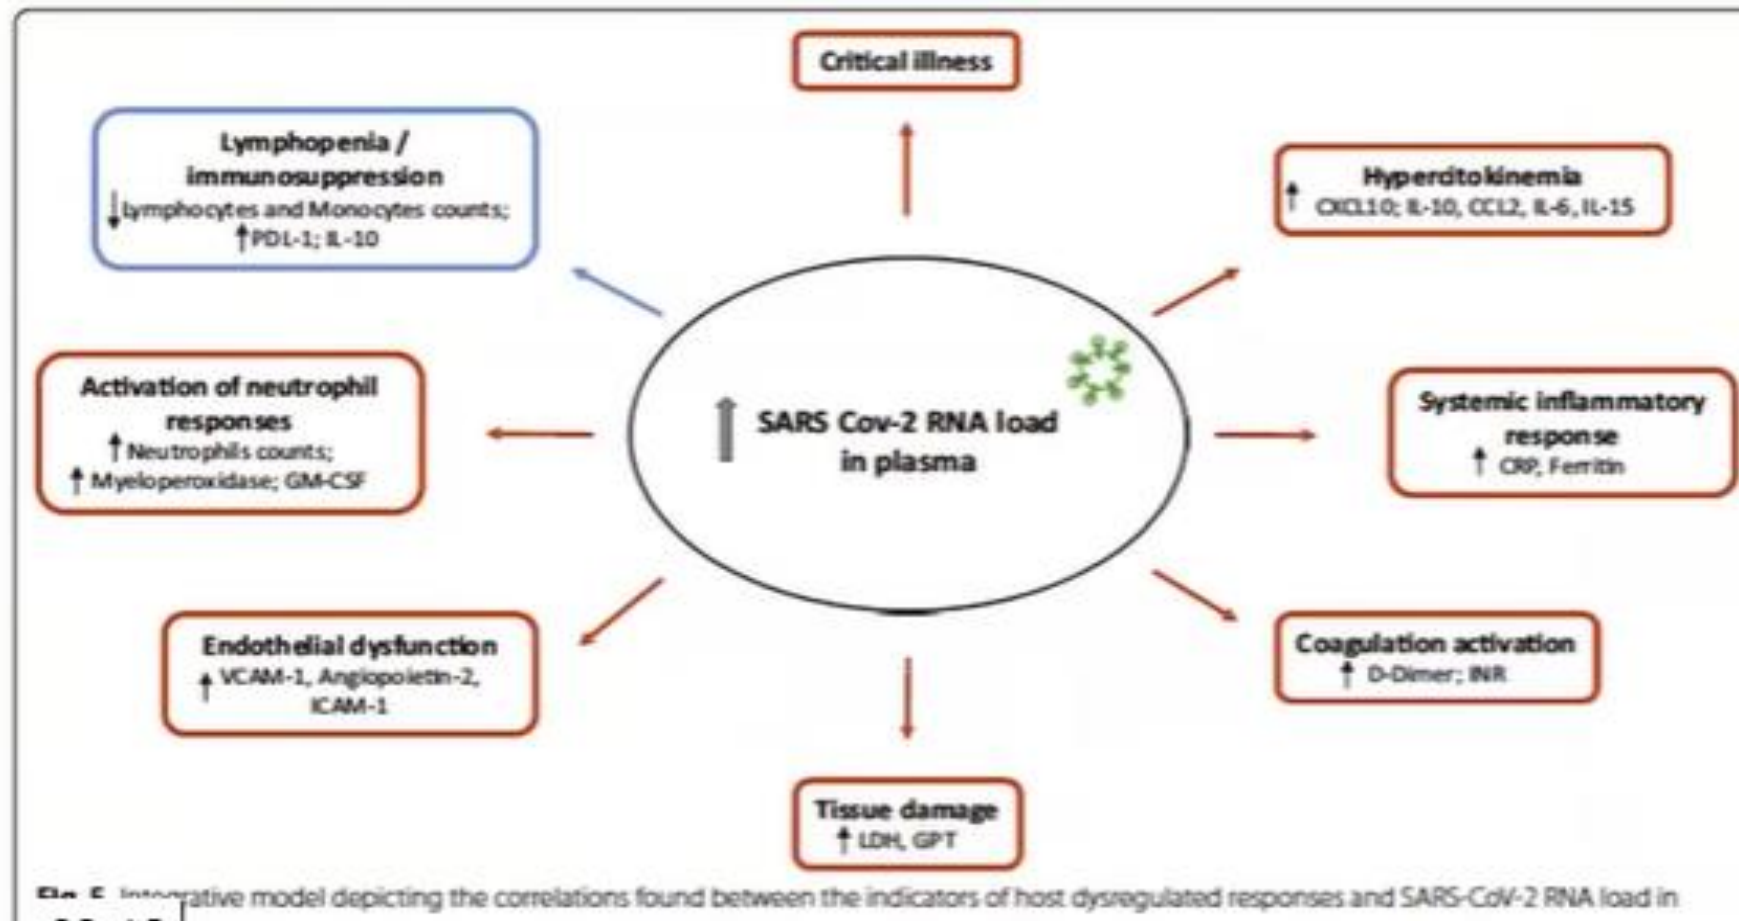 Critical illness
Lymphopenia /
immunosuppression
↓Lymphocytes and Monocytes counts;
↑PDL-1; IL-10
Hypercitokinemia
↑ CXCL10; IL-10, CCL2, IL-6, IL-15
Activation of neutrophil
responses
↑Neutrophils counts;
↑ Myeloperoxidase; GM-CSF
SARS Cov-2 RNA load
in plasma
Systemic inflammatory
response
↑ CRP, Ferritin
Endothelial dysfunction
↑ VCAM-1, Angiopoietin-2,
ICAM-1
Coagulation activation
↑ D-Dimer; INR
Tissue damage
↑ LDH, GPT
Fig. 5 Integrative model depicting the correlations found between the indicators of host dysregulated responses and SARS-CoV-2 RNA load in